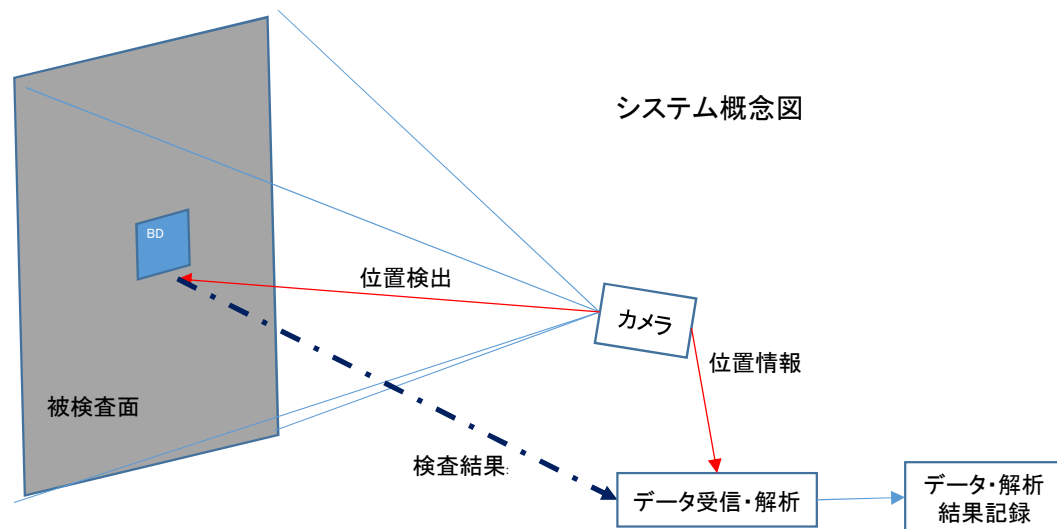 システム概念図
BD
位置検出
カメラ
位置情報
被検査面
検査結果:
データ受信・解析
データ・解析
結果記録